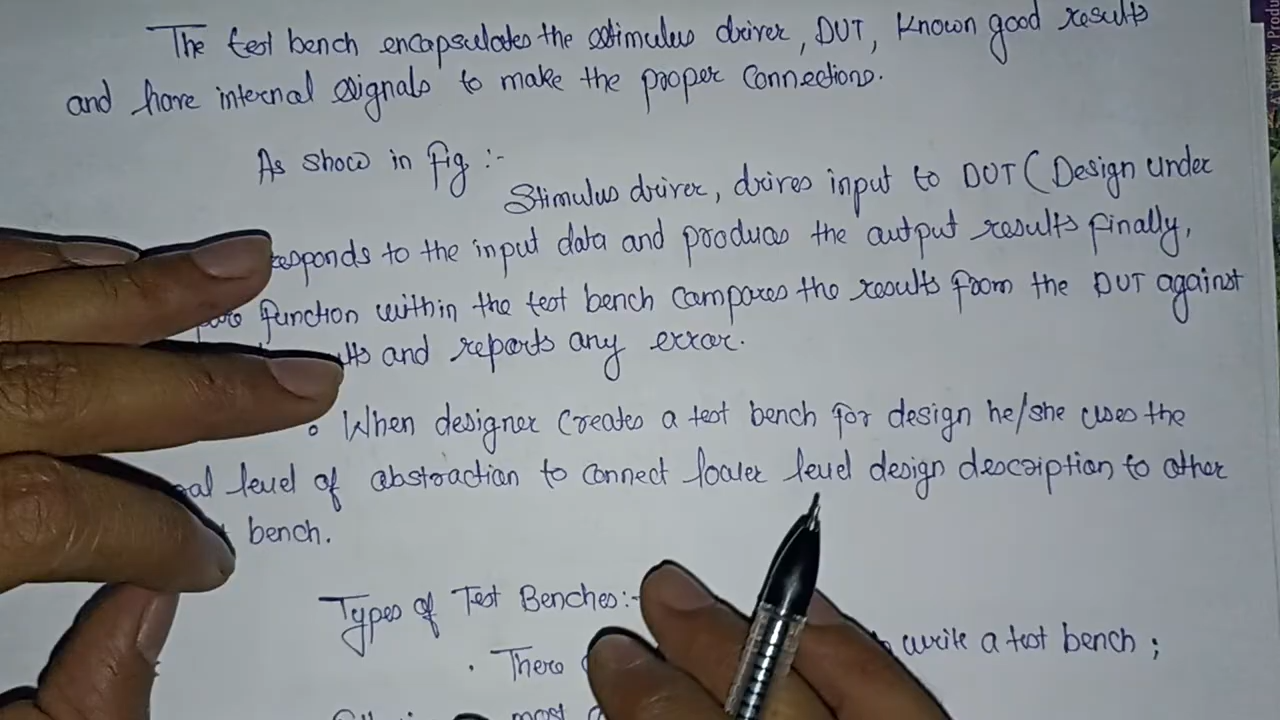 The test bench encapsulates the stimulus driver, DUT, Known good results
and have internal signals to make the proper connections.
As show in fig :-
Stimulus driver, drives input to DUT (Design Under
responds to the input data and produces the output results finally,
function within the test bench compares the results from the DUT against
and reports any error.
• When designer creates a test bench for design he/she uses the
level of abstraction to connect lower level design description to other
bench.
Types of Test Benches:-
• There write a test bench ;
most